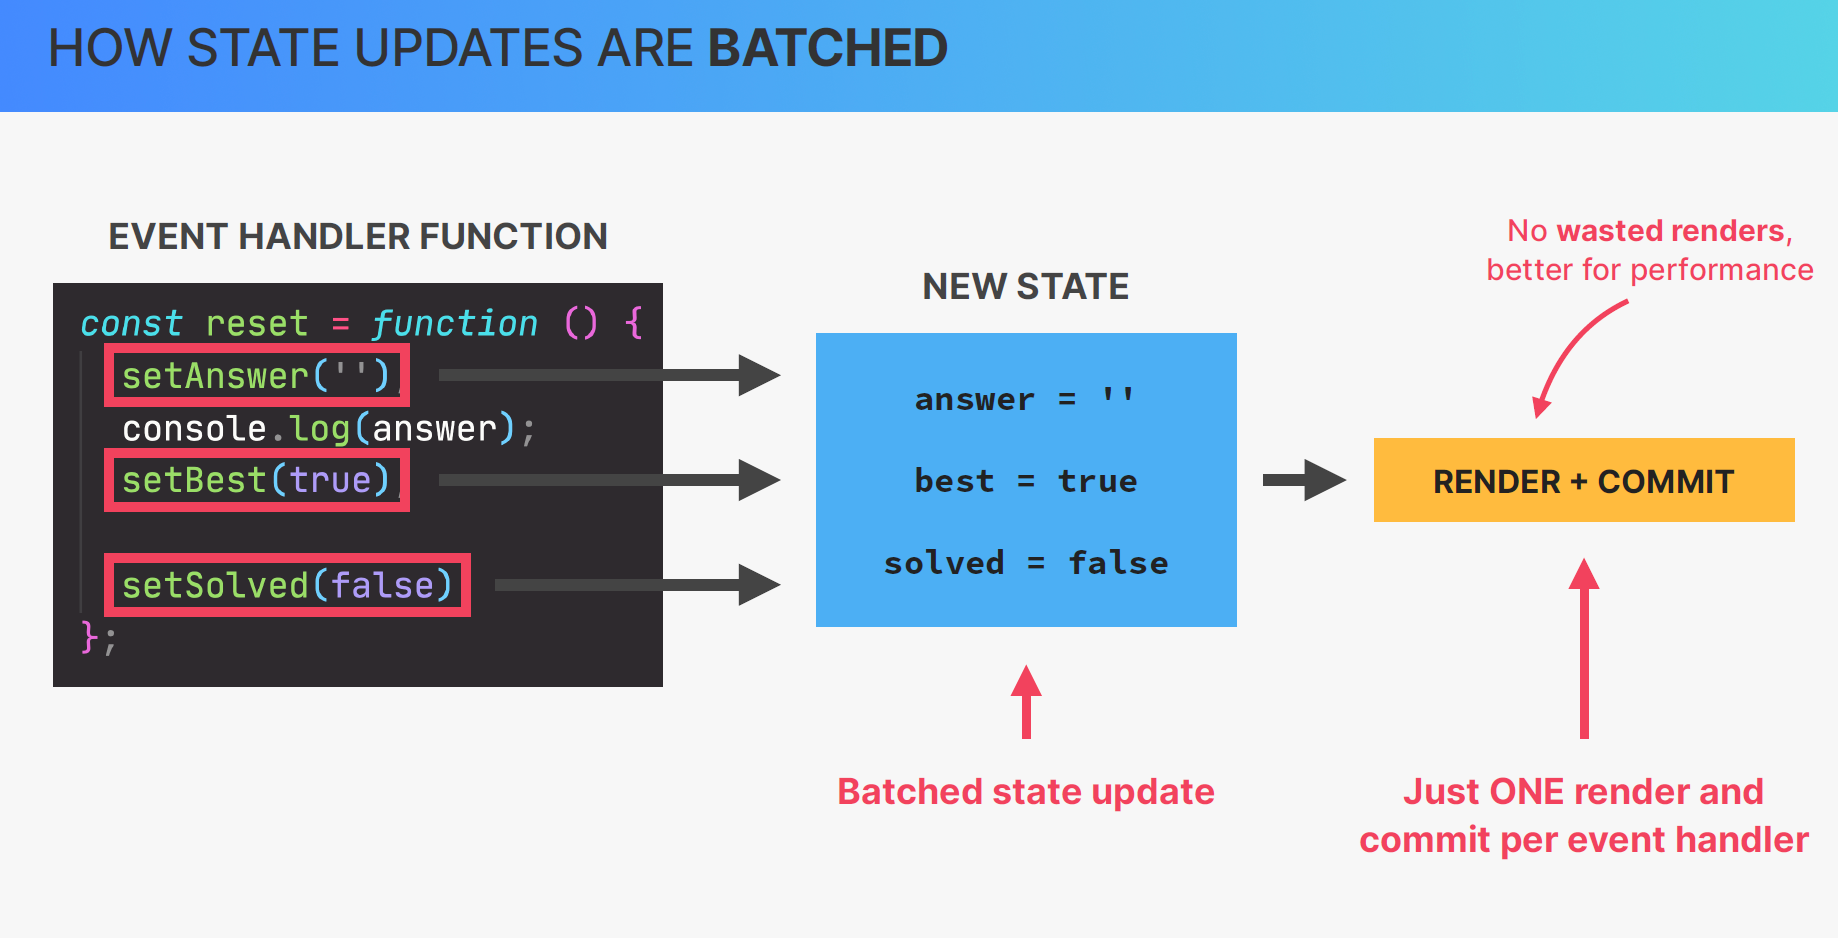 HOW STATE UPDATES ARE BATCHED
EVENT HANDLER FUNCTION
const reset = function () {
setAnswer('')
console.log(answer);
setBest(true)
setSolved(false)
};
NEW STATE
answer = ''
best = true
solved = false
Batched state update
No wasted renders,
better for performance
RENDER + COMMIT
Just ONE render and
commit per event handler